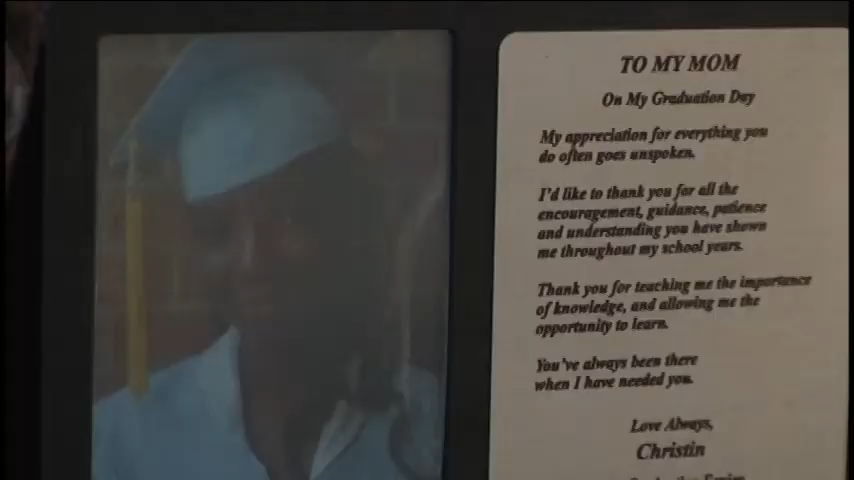 TO MY MOM
On My Graduation Day
My appreciation for everything you
do often goes unspoken.
I'd like to thank you for all the
encouragement, guidance, patience
and understanding you have shown
me throughout my school years.
Thank you for teaching me the importance
of knowledge, and allowing me the
opportunity to learn.
You've always been there
when I have needed you.
Love Always,
Christin